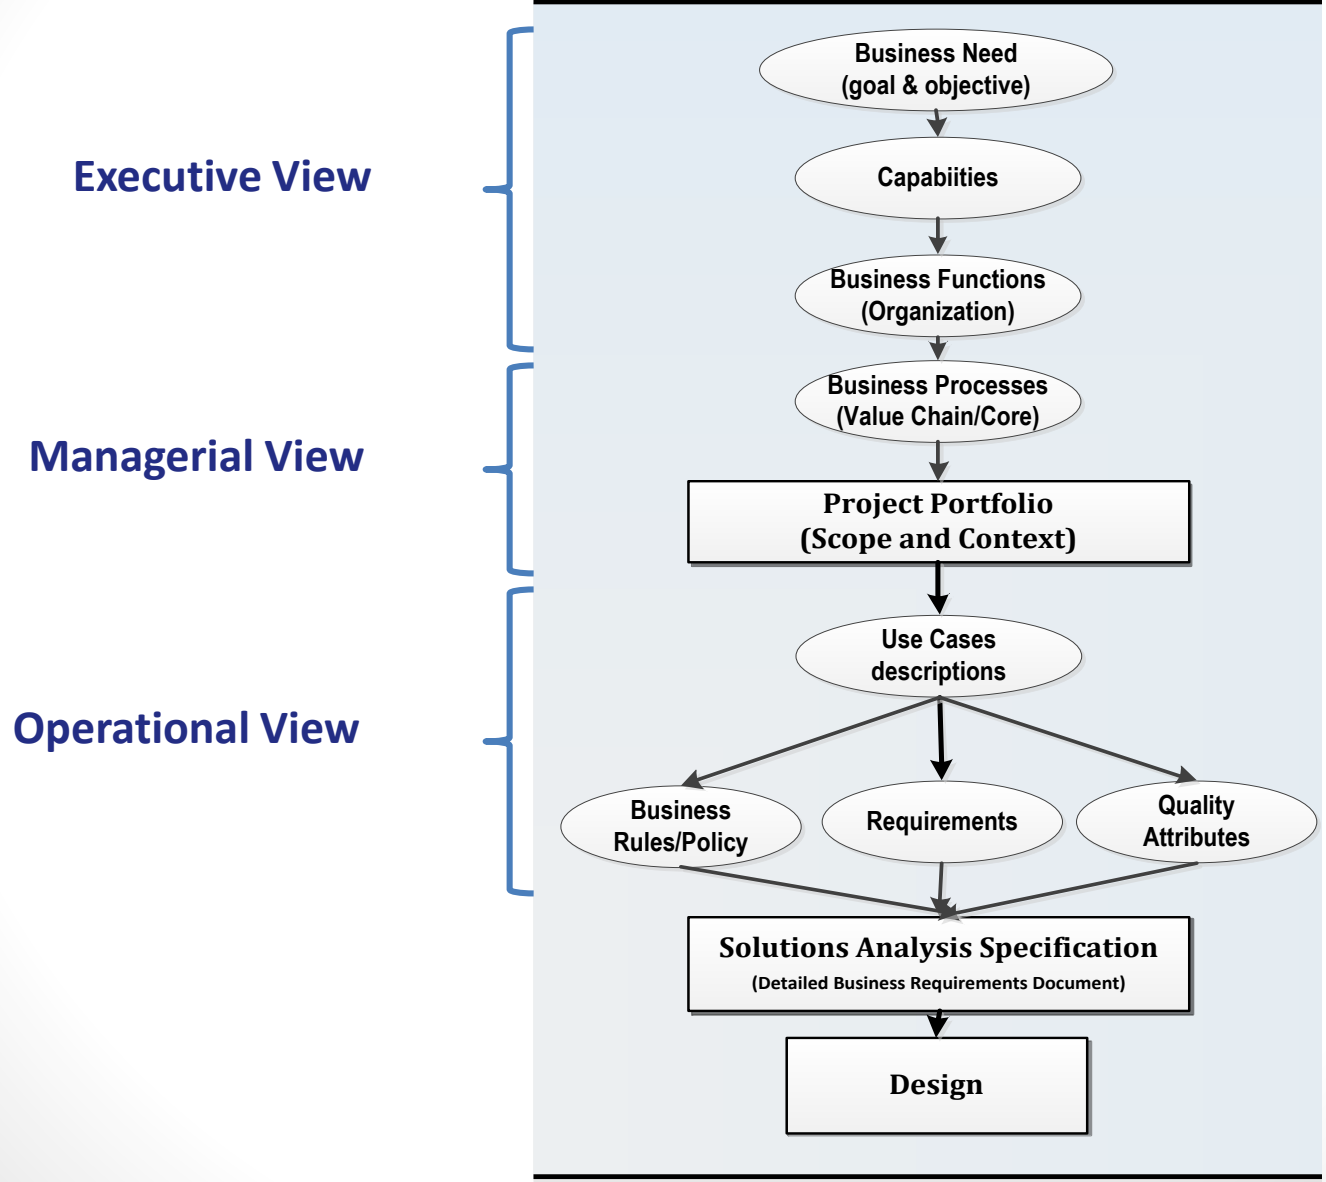 Business Need
(goal & objective)
Executive View
Capabiities
Business Functions
(Organization)
Business Processes
(Value Chain/Core)
Managerial View
Project Portfolio
(Scope and Context)
Use Cases
descriptions
Operational View
Business
Rules/Policy
Requirements
Quality
Attributes
Solutions Analysis Specification
(Detailed Business Requirements Document)
Design